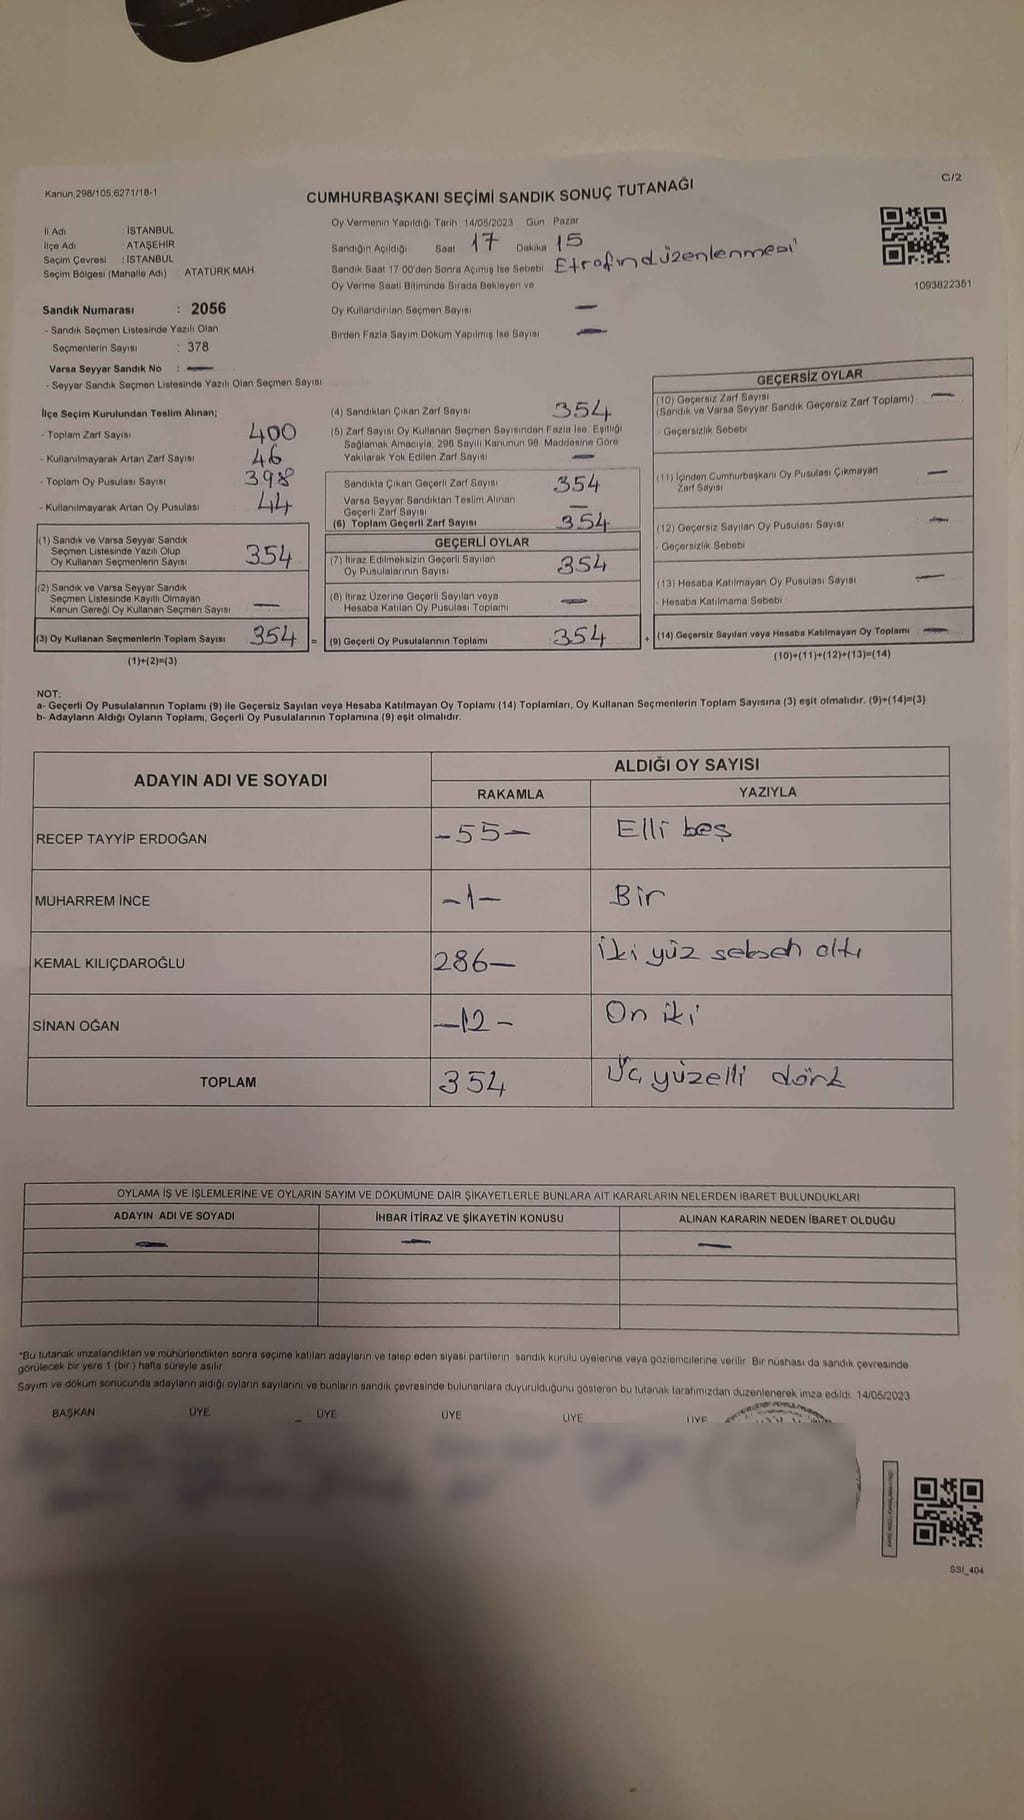 Kanun:298/105;6271/18-1
C/2
CUMHURBAŞKANI SEÇİMİ SANDIK SONUÇ TUTANAĞI
İl Adı : İSTANBUL
İlçe Adı : ATAŞEHİR
Seçim Çevresi : İSTANBUL
Seçim Bölgesi (Mahalle Adı) : ATATÜRK MAH
Sandık Numarası : 2056
- Sandık Seçmen Listesinde Yazılı Olan
Seçmenlerin Sayısı : 378
Varsa Seyyar Sandık No : —
- Seyyar Sandık Seçmen Listesinde Yazılı Olan Seçmen Sayısı
Oy Vermenin Yapıldığı Tarih :14/05/2023 Gün Pazar
Sandığın Açıldığı Saat 17 Dakika 15
Sandık Saat 17:00'den Sonra Açımış İse Sebebi Etrafın düzenlenmesi
Oy Verme Saati Bitiminde Sırada Bekleyen ve
Oy Kullandırılan Seçmen Sayısı —
Birden Fazla Sayım Döküm Yapılmış İse Sayısı —
1093822351
İlçe Seçim Kurulundan Teslim Alınan;
- Toplam Zarf Sayısı 400
- Kullanılmayarak Artan Zarf Sayısı 46
- Toplam Oy Pusulası Sayısı 398
- Kullanılmayarak Artan Oy Pusulası 44
(1) Sandık ve Varsa Seyyar Sandık
Seçmen Listesinde Yazılı Olup
Oy Kullanan Seçmenlerin Sayısı 354
(2) Sandık ve Varsa Seyyar Sandık
Seçmen Listesinde Kayıtlı Olmayan
Kanun Gereği Oy Kullanan Seçmen Sayısı —
(3) Oy Kullanan Seçmenlerin Toplam Sayısı 354 =
(1)+(2)=(3)
(4) Sandıktan Çıkan Zarf Sayısı 354
(5) Zarf Sayısı Oy Kullanan Seçmen Sayısından Fazla İse, Eşitliği
Sağlamak Amacıyla; 298 Sayılı Kanunun 98. Maddesine Göre
Yakılarak Yok Edilen Zarf Sayısı —
Sandıkta Çıkan Geçerli Zarf Sayısı 354
Varsa Seyyar Sandıktan Teslim Alınan
Geçerli Zarf Sayısı —
(6) Toplam Geçerli Zarf Sayısı 354
GEÇERLİ OYLAR
(7) İtiraz Edilmeksizin Geçerli Sayılan
Oy Pusulalarının Sayısı 354
(8) İtiraz Üzerine Geçerli Sayılan veya
Hesaba Katılan Oy Pusulası Toplamı —
(9) Geçerli Oy Pusulalarının Toplamı 354 +
GEÇERSİZ OYLAR
(10) Geçersiz Zarf Sayısı
(Sandık ve Varsa Seyyar Sandık Geçersiz Zarf Toplamı) —
- Geçersizlik Sebebi
(11) İçinden Cumhurbaşkanı Oy Pusulası Çıkmayan
Zarf Sayısı —
(12) Geçersiz Sayılan Oy Pusulası Sayısı —
- Geçersizlik Sebebi
(13) Hesaba Katılmayan Oy Pusulası Sayısı —
- Hesaba Katılmama Sebebi
(14) Geçersiz Sayılan veya Hesaba Katılmayan Oy Toplamı —
(10)+(11)+(12)+(13)=(14)
NOT:
a- Geçerli Oy Pusulalarının Toplamı (9) ile Geçersiz Sayılan veya Hesaba Katılmayan Oy Toplamı (14) Toplamları, Oy Kullanan Seçmenlerin Toplam Sayısına (3) eşit olmalıdır. (9)+(14)=(3)
b- Adayların Aldığı Oyların Toplamı, Geçerli Oy Pusulalarının Toplamına (9) eşit olmalıdır.
ADAYIN ADI VE SOYADI
ALDIĞI OY SAYISI
RAKAMLA YAZIYLA
RECEP TAYYİP ERDOĞAN -55- Elli beş
MUHARREM İNCE -1- Bir
KEMAL KILIÇDAROĞLU 286- İki yüz seksen altı
SİNAN OĞAN -12- On iki
TOPLAM 354 Üç yüzelli dört
OYLAMA İŞ VE İŞLEMLERİNE VE OYLARIN SAYIM VE DÖKÜMÜNE DAİR ŞİKAYETLERLE BUNLARA AİT KARARLARIN NELERDEN İBARET BULUNDUKLARI
ADAYIN ADI VE SOYADI İHBAR İTİRAZ VE ŞİKAYETİN KONUSU ALINAN KARARIN NEDEN İBARET OLDUĞU
— — —
*Bu tutanak imzalandıktan ve mühürlendikten sonra seçime katılan adayların ve talep eden siyasi partilerin sandık kurulu üyelerine veya gözlemcilerine verilir. Bir nüshası da sandık çevresinde
görülecek bir yere 1 (bir ) hafta süreyle asılır.
Sayım ve döküm sonucunda adayların aldığı oyların sayılarını ve bunların sandık çevresinde bulunanlara duyurulduğunu gösteren bu tutanak tarafımızdan düzenlenerek imza edildi. 14/05/2023
BAŞKAN ÜYE ÜYE ÜYE ÜYE ÜYE
SSI_404